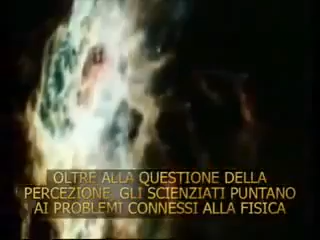 OLTRE ALLA QUESTIONE DELLA
PERCEZIONE, GLI SCIENZIATI PUNTANO
AI PROBLEMI CONNESSI ALLA FISICA